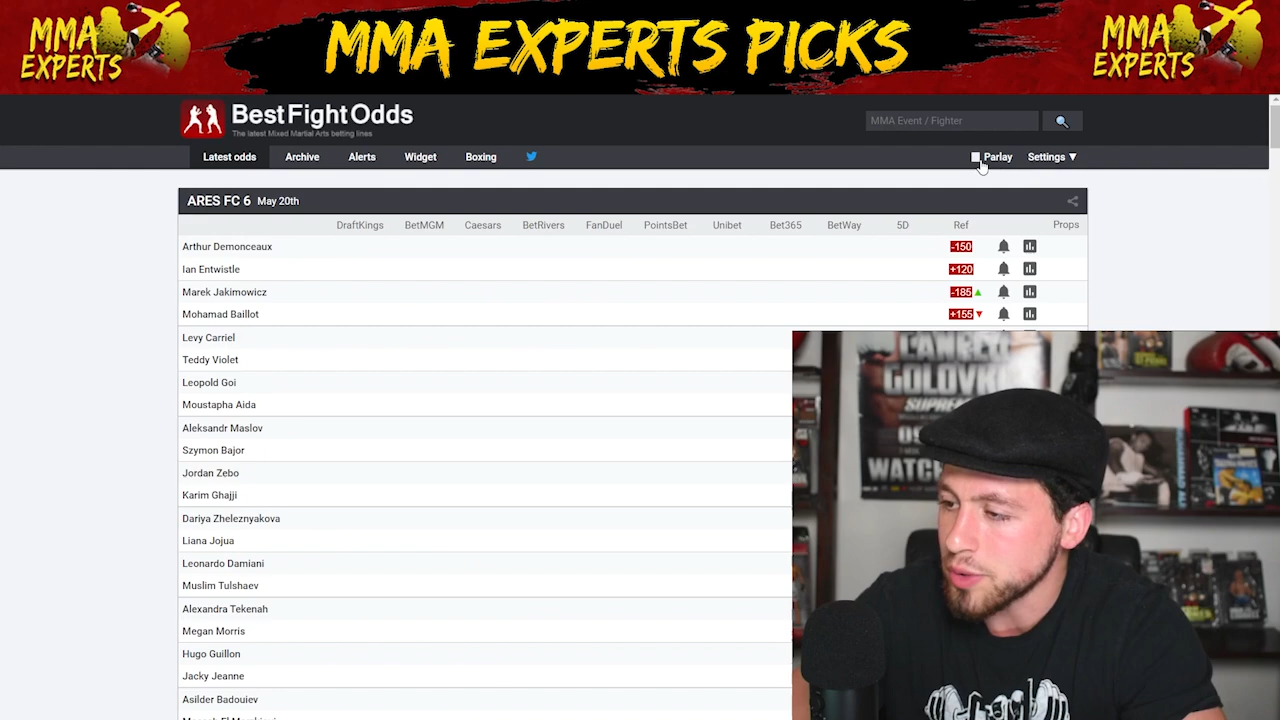 MMA
EXPERTS
MMA EXPERTS PICKS
MMA
EXPERTS
BestFightOdds
The latest Mixed Martial Arts betting lines
MMA Event / Fighter
Latest odds Archive Alerts Widget Boxing Parlay Settings ▼
ARES FC 6 May 20th
DraftKings BetMGM Caesars BetRivers FanDuel PointsBet Unibet Bet365 BetWay 5D Ref Props
Arthur Demonceaux -150
Ian Entwistle +120
Marek Jakimowicz -185 ▲
Mohamad Baillot +155 ▼
Levy Carriel
Teddy Violet
Leopold Goi
Moustapha Aida
Aleksandr Maslov
Szymon Bajor
Jordan Zebo
Karim Ghajji
Dariya Zheleznyakova
Liana Jojua
Leonardo Damiani
Muslim Tulshaev
Alexandra Tekenah
Megan Morris
Hugo Guillon
Jacky Jeanne
Asilder Badouiev
CANELO
GOLOVKIN
SUPREM
WATCH